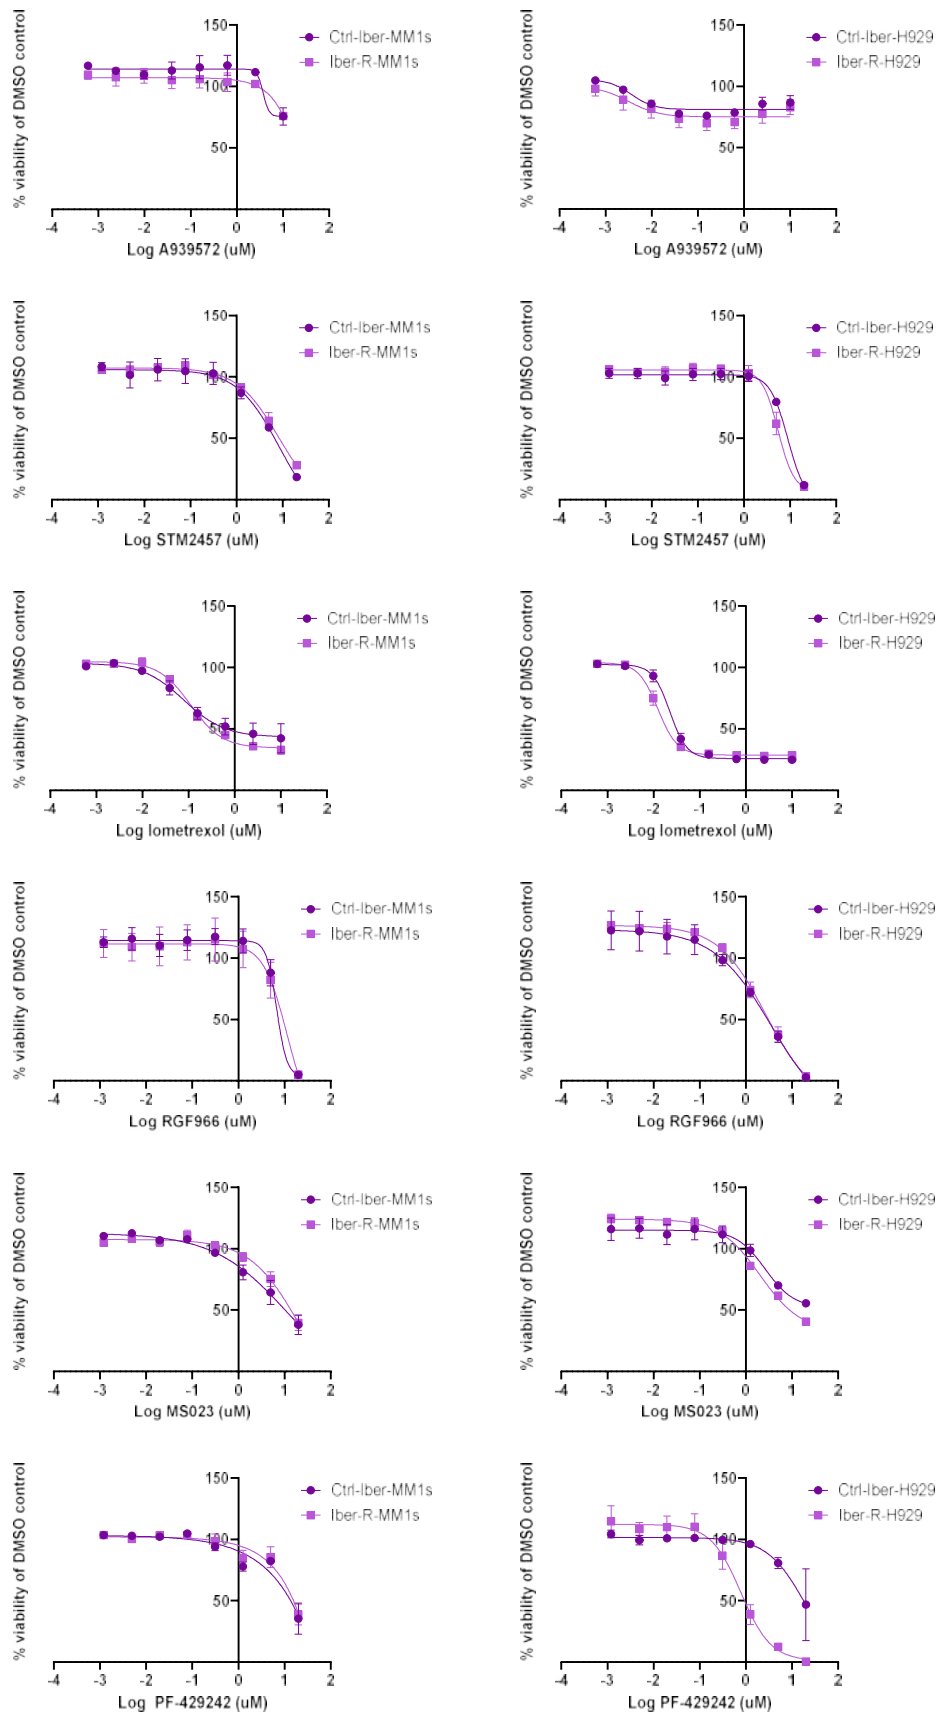 % viability of DMSO control
150
100
50
-4 -3 -2 -1 0 1 2
Log A939572 (uM)
Ctrl-Iber-MM1s
Iber-R-MM1s
% viability of DMSO control
150
100
50
-4 -3 -2 -1 0 1 2
Log A939572 (uM)
Ctrl-Iber-H929
Iber-R-H929
% viability of DMSO control
150
100
50
-4 -3 -2 -1 0 1 2
Log STM2457 (uM)
Ctrl-Iber-MM1s
Iber-R-MM1s
% viability of DMSO control
150
100
50
-4 -3 -2 -1 0 1 2
Log STM2457 (uM)
Ctrl-Iber-H929
Iber-R-H929
% viability of DMSO control
150
100
50
-4 -3 -2 -1 0 1 2
Log lometrexol (uM)
Ctrl-Iber-MM1s
Iber-R-MM1s
% viability of DMSO control
150
100
50
-4 -3 -2 -1 0 1 2
Log lometrexol (uM)
Ctrl-Iber-H929
Iber-R-H929
% viability of DMSO control
150
100
50
-4 -3 -2 -1 0 1 2
Log RGF966 (uM)
Ctrl-Iber-MM1s
Iber-R-MM1s
% viability of DMSO control
150
100
50
-4 -3 -2 -1 0 1 2
Log RGF966 (uM)
Ctrl-Iber-H929
Iber-R-H929
% viability of DMSO control
150
100
50
-4 -3 -2 -1 0 1 2
Log MS023 (uM)
Ctrl-Iber-MM1s
Iber-R-MM1s
% viability of DMSO control
150
100
50
-4 -3 -2 -1 0 1 2
Log MS023 (uM)
Ctrl-Iber-H929
Iber-R-H929
% viability of DMSO control
150
100
50
-4 -3 -2 -1 0 1 2
Log PF-429242 (uM)
Ctrl-Iber-MM1s
Iber-R-MM1s
% viability of DMSO control
150
100
50
-4 -3 -2 -1 0 1 2
Log PF-429242 (uM)
Ctrl-Iber-H929
Iber-R-H929